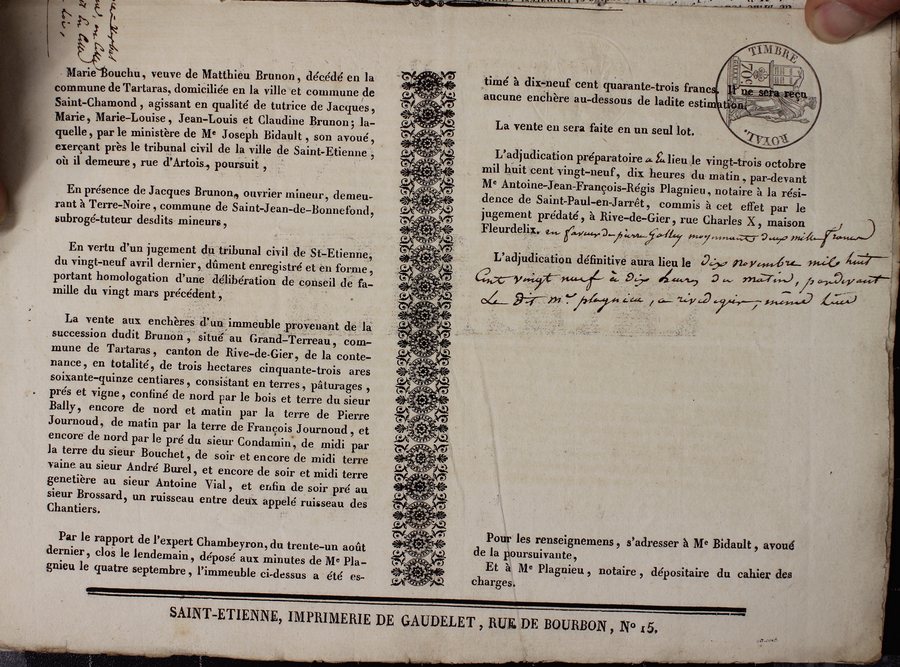 Marie Bouchu, veuve de Matthieu Brunon, décédé en la
commune de Tartaras, domiciliée en la ville et commune de
Saint-Chamond, agissant en qualité de tutrice de Jacques,
Marie, Marie-Louise, Jean-Louis et Claudine Brunon; la-
quelle, par le ministère de Me Joseph Bidault, son avoué,
exerçant près le tribunal civil de la ville de Saint-Etienne,
où il demeure, rue d'Artois, poursuit,
En présence de Jacques Brunon, ouvrier mineur, demeu-
rant à Terre-Noire, commune de Saint-Jean-de-Bonnefond,
subrogé-tuteur desdits mineurs,
En vertu d'un jugement du tribunal civil de St-Etienne,
du vingt-neuf avril dernier, dûment enregistré et en forme,
portant homologation d'une délibération de conseil de fa-
mille du vingt mars précédent,
La vente aux enchères d'un immeuble provenant de la
succession dudit Brunon, situé au Grand-Terreau, com-
mune de Tartaras, canton de Rive-de-Gier, de la conte-
nance, en totalité, de trois hectares cinquante-trois ares
soixante-quinze centiares, consistant en terres, pâturages,
prés et vigne, confiné de nord par le bois et terre du sieur
Bally, encore de nord et matin par la terre de Pierre
Journoud, de matin par la terre de François Journoud, et
encore de nord par le pré du sieur Condamin, de midi par
la terre du sieur Bouchet, de soir et encore de midi terre
vaine au sieur André Burel, et encore de soir et midi terre
genetière au sieur Antoine Vial, et enfin de soir pré au
sieur Brossard, un ruisseau entre deux appelé ruisseau des
Chantiers.
Par le rapport de l'expert Chambeyron, du trente-un août
dernier, clos le lendemain, déposé aux minutes de Me Pla-
gnieu le quatre septembre, l'immeuble ci-dessus a été es-
timé à dix-neuf cent quarante-trois francs. Il ne sera reçu
aucune enchère au-dessous de ladite estimation.
TIMBRE
ROYAL.
La vente en sera faite en un seul lot.
L'adjudication préparatoire a Eu lieu le vingt-trois octobre
mil huit cent vingt-neuf, dix heures du matin, par-devant
Me Antoine-Jean-François-Régis Plagnieu, notaire à la rési-
dence de Saint-Paul-en-Jarrêt, commis à cet effet par le
jugement prédaté, à Rive-de-Gier, rue Charles X, maison
Fleurdelix. en faveur de pierre Golley moyennant deux mille francs
L'adjudication définitive aura lieu le dix novembre mil huit
Cent vingt neuf à dix heurs du matin, pardevant
Le Dt Me plagnieu, a rivedegier, même lieu
Pour les renseignemens, s'adresser à Me Bidault, avoué
de la poursuivante,
Et à Me Plagnieu, notaire, dépositaire du cahier des
charges.
SAINT-ETIENNE, IMPRIMERIE DE GAUDELET, RUE DE BOURBON, No 15.